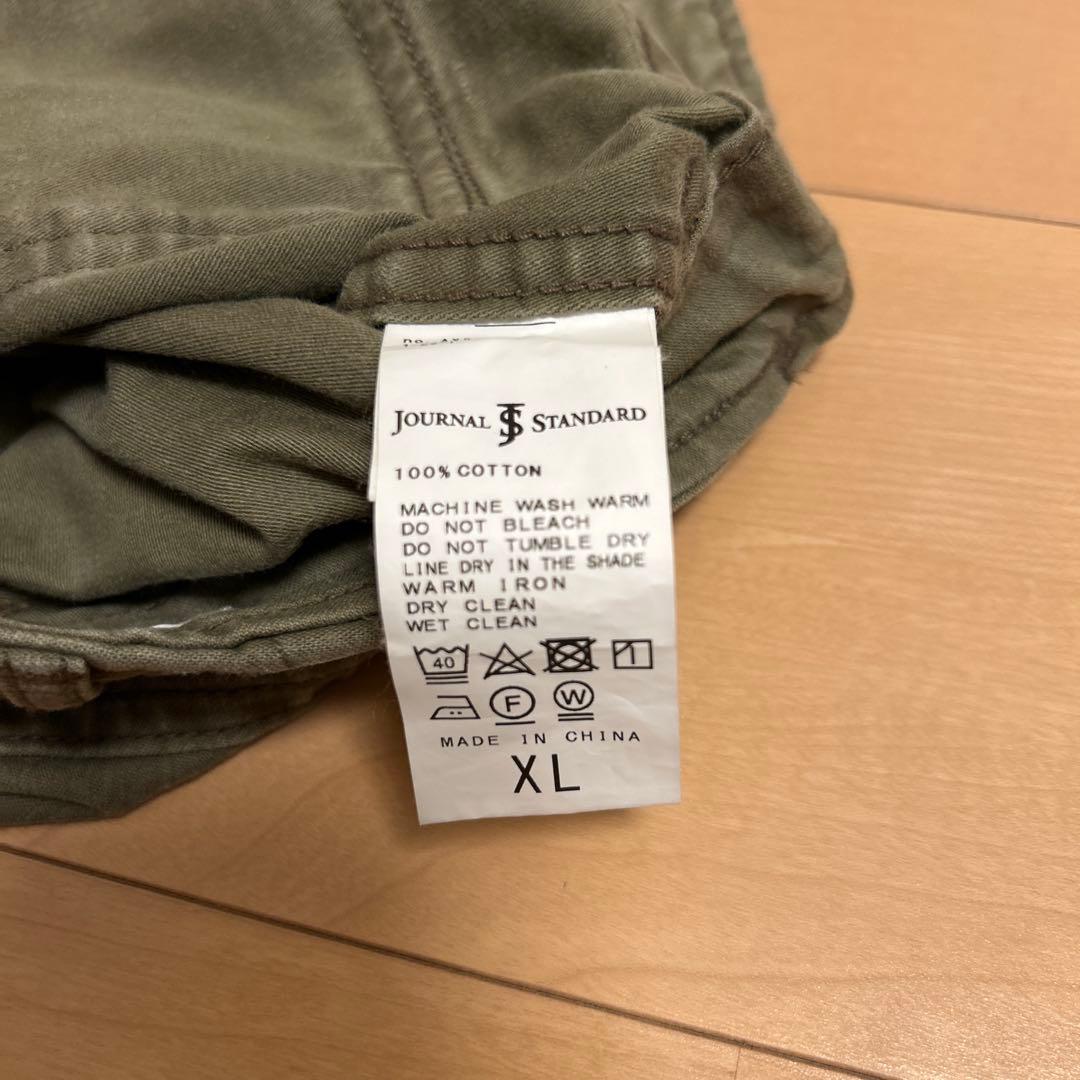 JOURNAL JS STANDARD
100% COTTON
MACHINE WASH WARM
DO NOT BLEACH
DO NOT TUMBLE DRY
LINE DRY IN THE SHADE
WARM IRON
DRY CLEAN
WET CLEAN
40
F W
MADE IN CHINA
XL